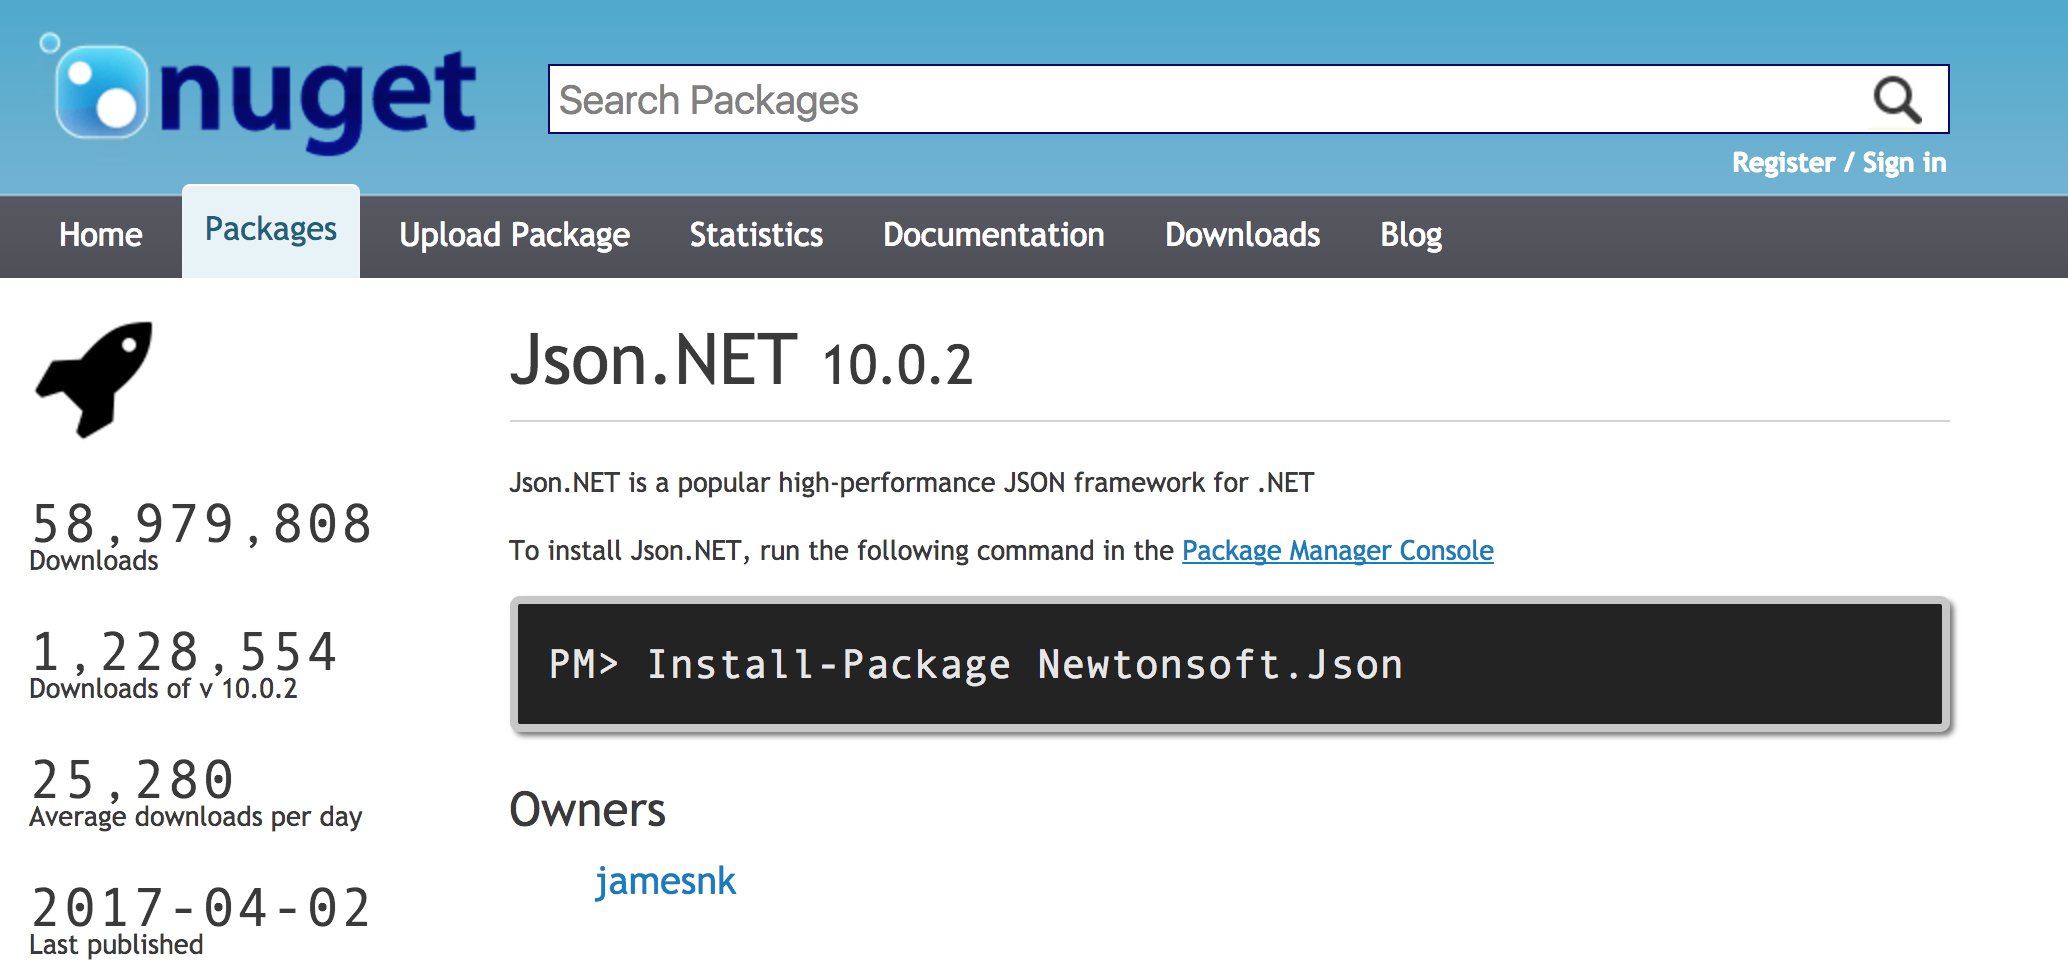 nuget
Search Packages
Register / Sign in
Home Packages Upload Package Statistics Documentation Downloads Blog
58,979,808
Downloads
1,228,554
Downloads of v 10.0.2
25,280
Average downloads per day
2017-04-02
Last published
Json.NET 10.0.2
Json.NET is a popular high-performance JSON framework for .NET
To install Json.NET, run the following command in the Package Manager Console
PM> Install-Package Newtonsoft.Json
Owners
jamesnk